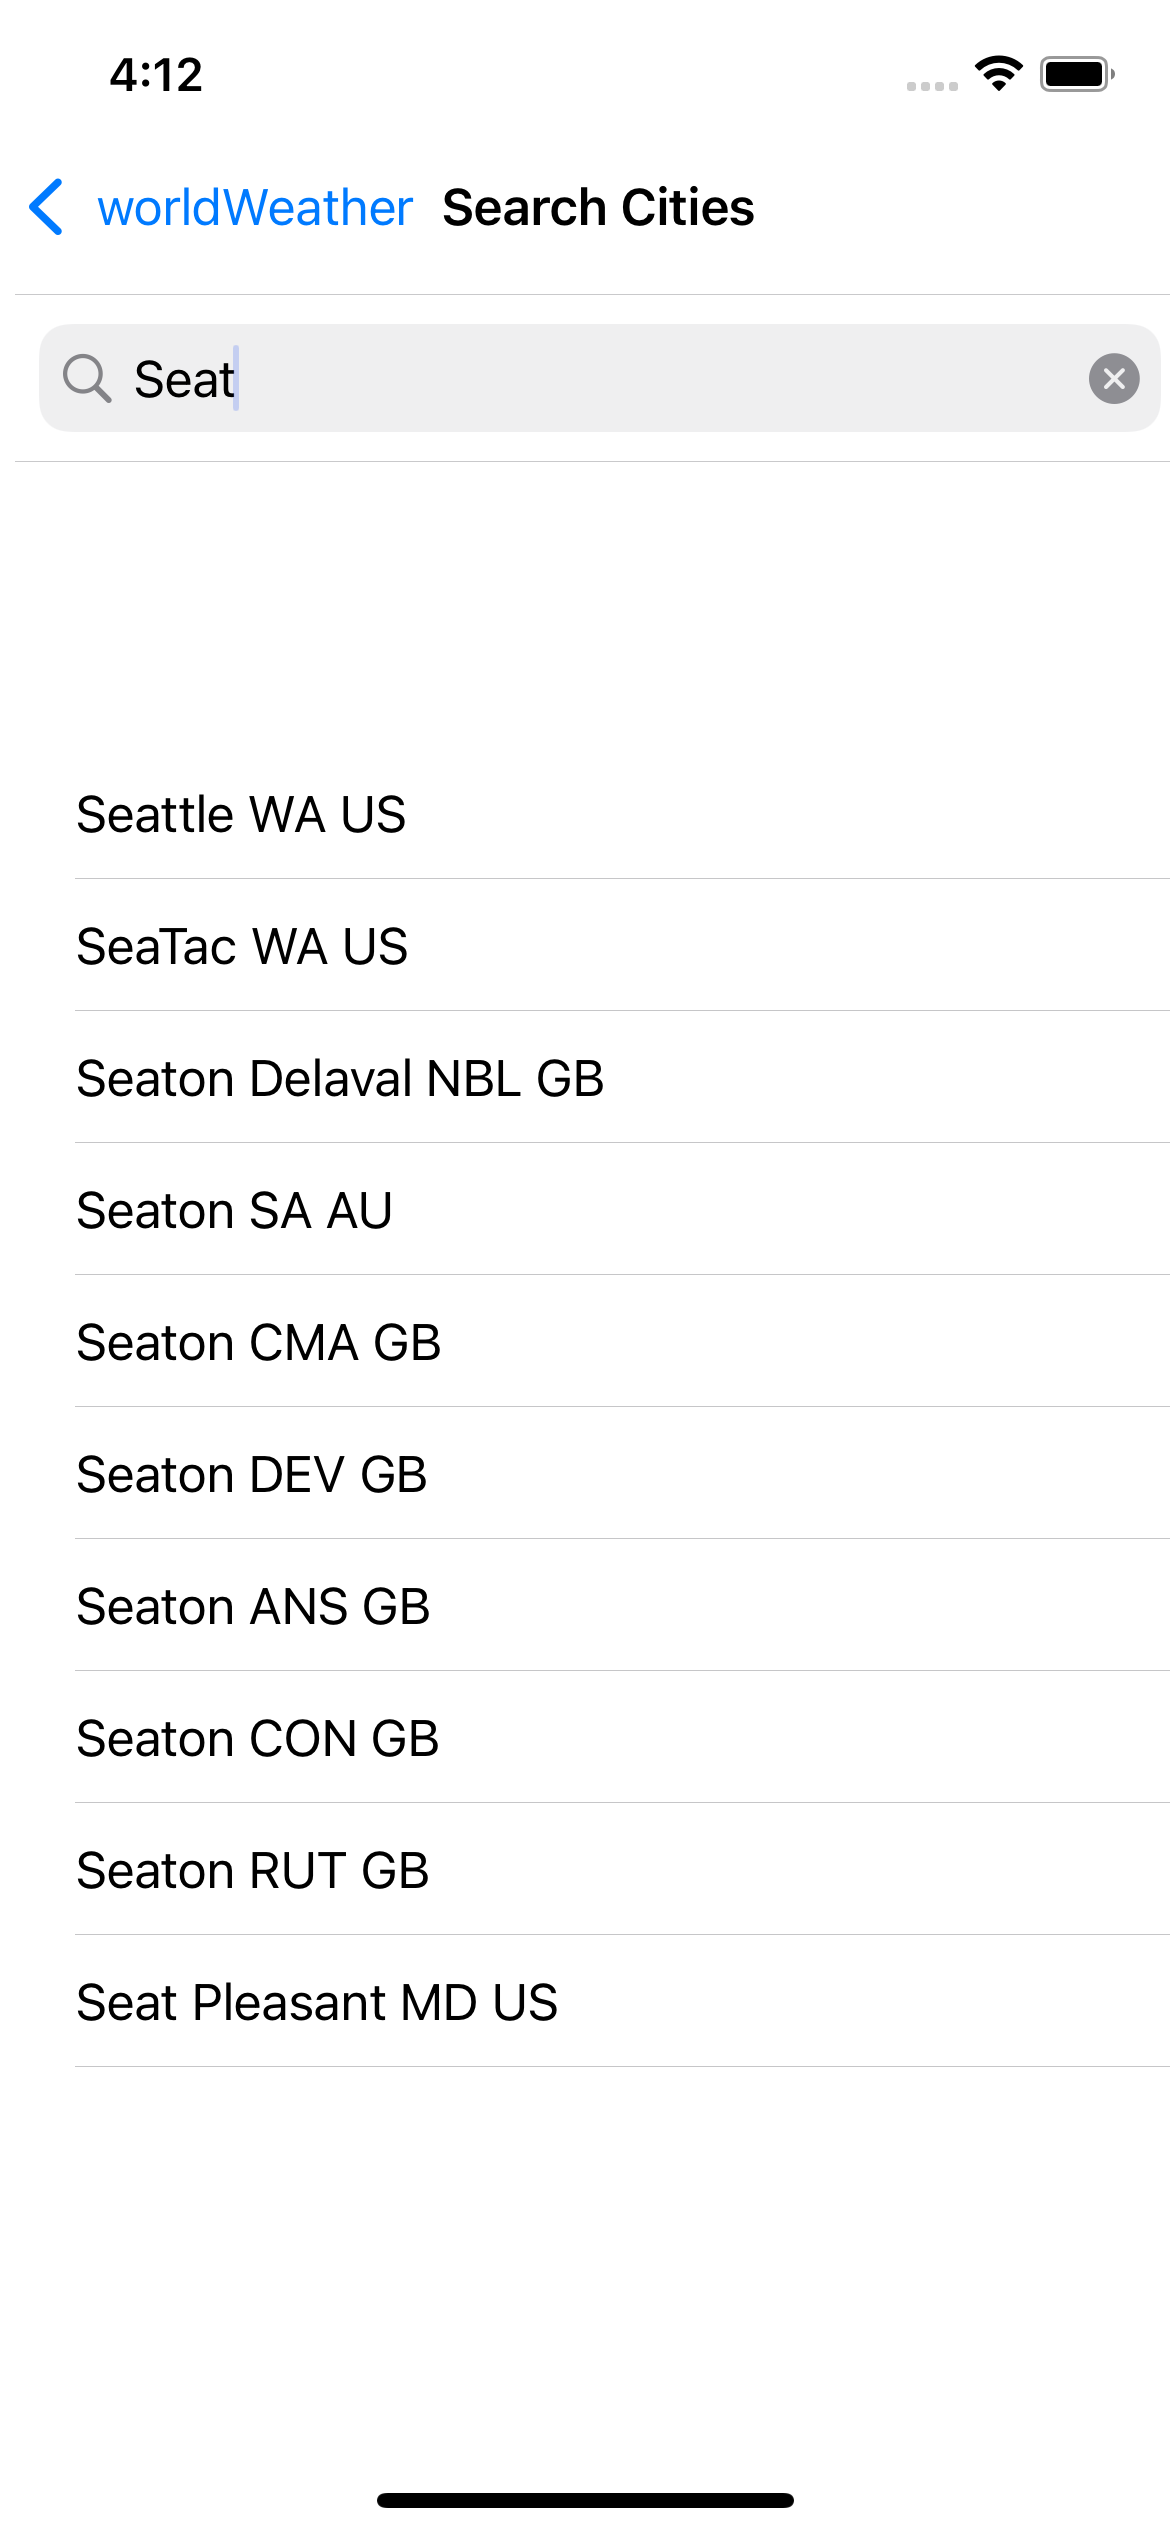 4:12
worldWeather Search Cities
Seat
Seattle WA US
SeaTac WA US
Seaton Delaval NBL GB
Seaton SA AU
Seaton CMA GB
Seaton DEV GB
Seaton ANS GB
Seaton CON GB
Seaton RUT GB
Seat Pleasant MD US